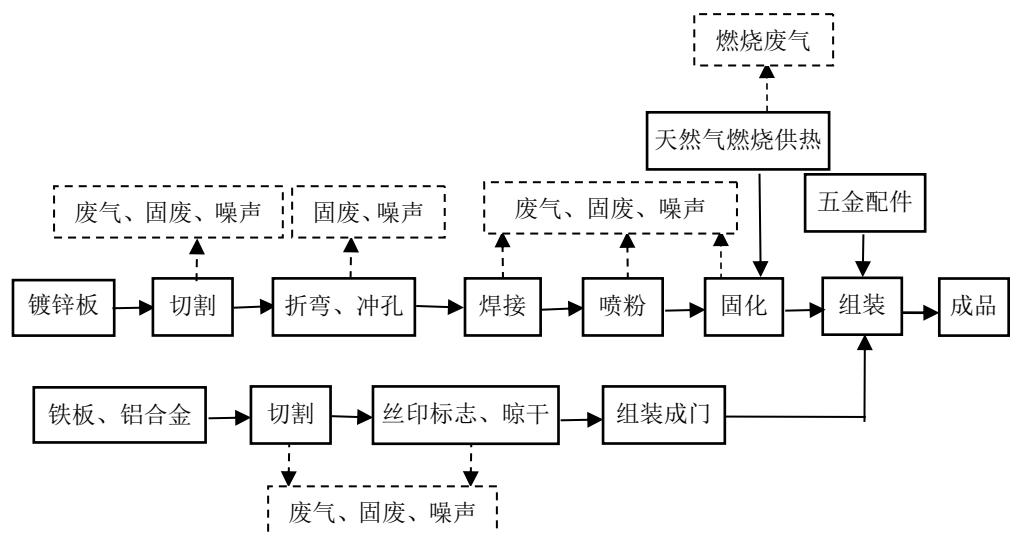 燃烧废气
天然气燃烧供热
废气、固废、噪声
固废、噪声
废气、固废、噪声
五金配件
镀锌板
切割
折弯、冲孔
焊接
喷粉
固化
组装
成品
铁板、铝合金
切割
丝印标志、晾干
组装成门
废气、固废、噪声